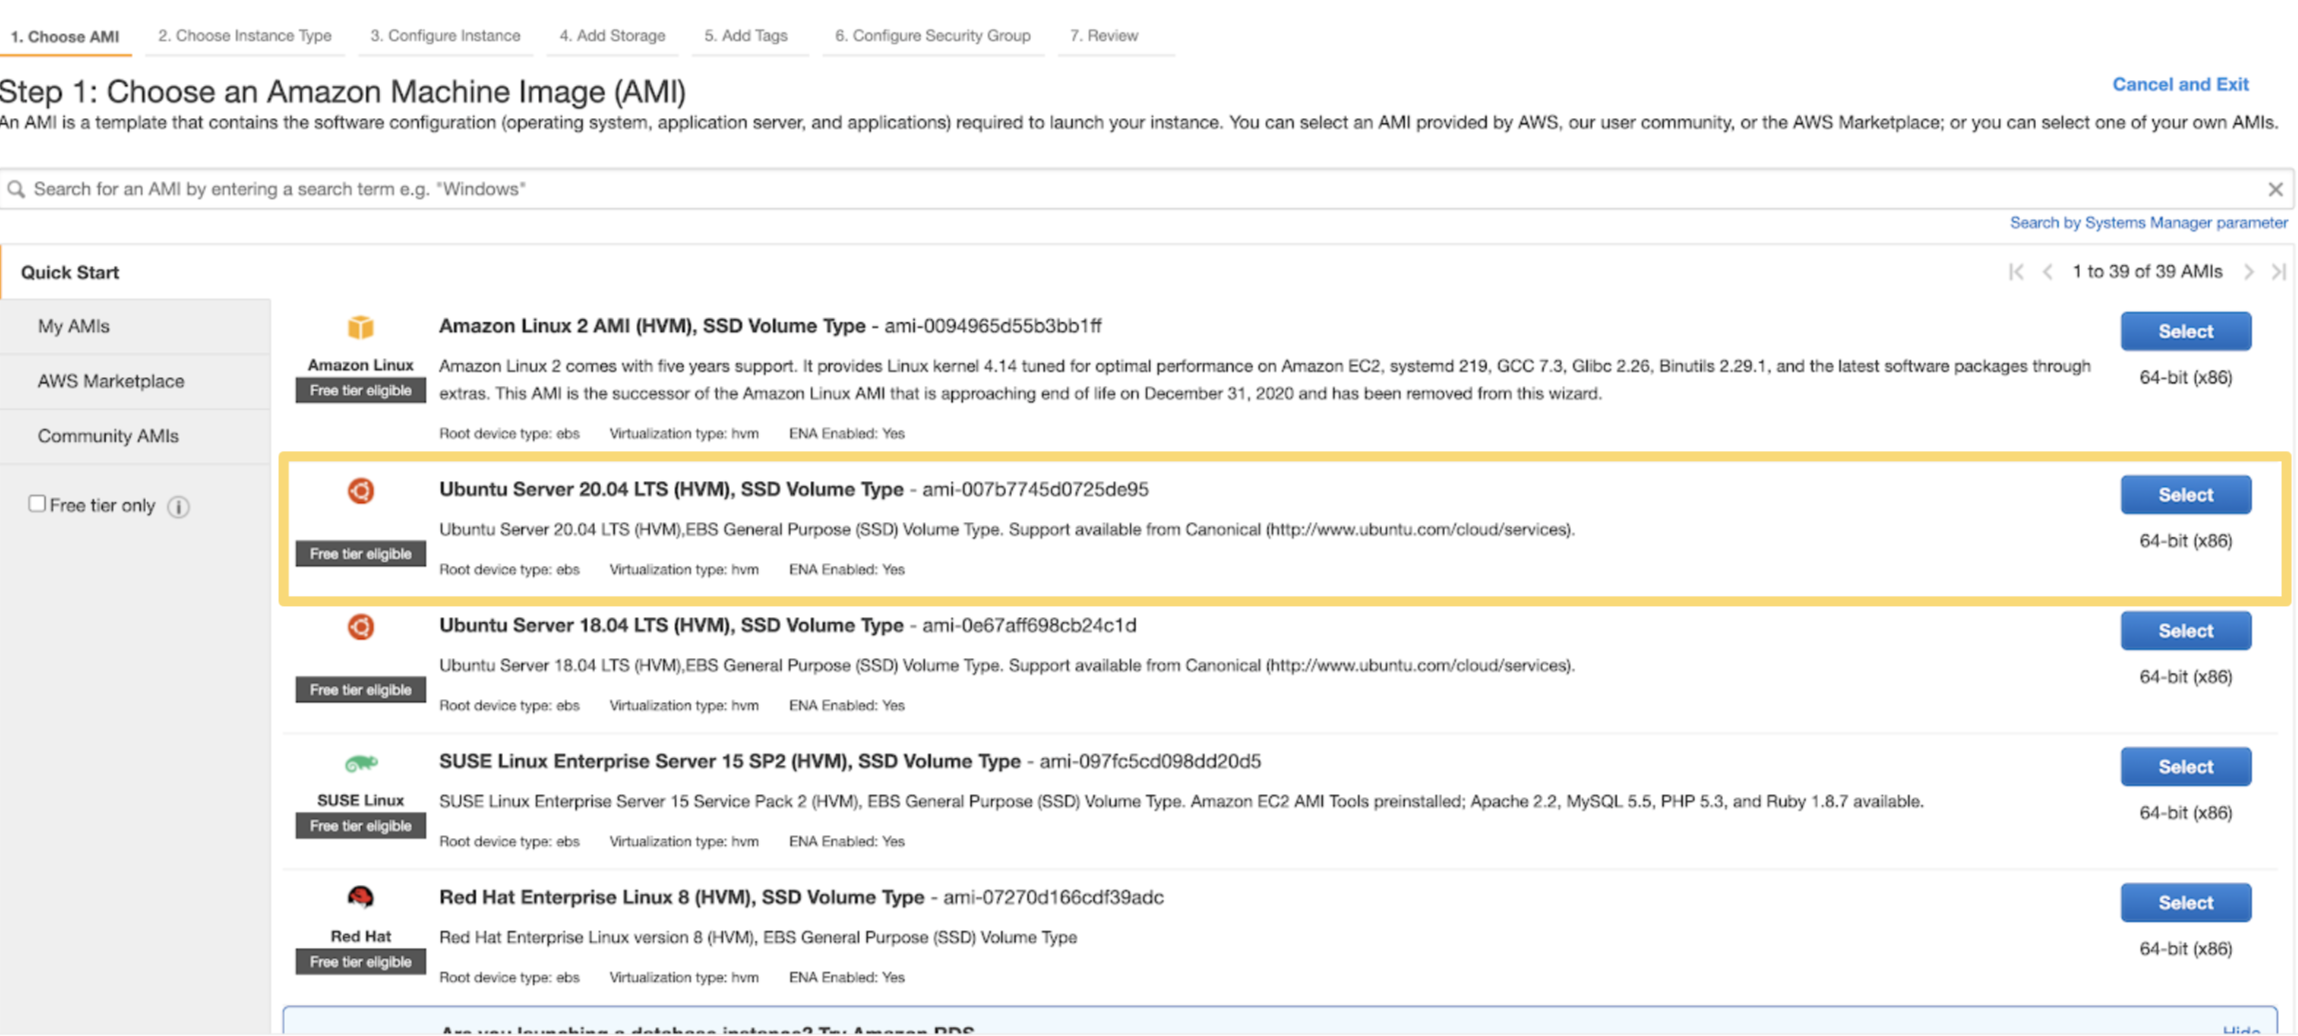 1. Choose AMI 2. Choose Instance Type 3. Configure Instance 4. Add Storage 5. Add Tags 6. Configure Security Group 7. Review
Step 1: Choose an Amazon Machine Image (AMI)
Cancel and Exit
An AMI is a template that contains the software configuration (operating system, application server, and applications) required to launch your instance. You can select an AMI provided by AWS, our user community, or the AWS Marketplace; or you can select one of your own AMIs.
Search for an AMI by entering a search term e.g. "Windows"
Search by Systems Manager parameter
Quick Start
1 to 39 of 39 AMIs
My AMIs
AWS Marketplace
Community AMIs
Free tier only
Amazon Linux
Free tier eligible
Amazon Linux 2 AMI (HVM), SSD Volume Type - ami-0094965d55b3bb1ff
Amazon Linux 2 comes with five years support. It provides Linux kernel 4.14 tuned for optimal performance on Amazon EC2, systemd 219, GCC 7.3, Glibc 2.26, Binutils 2.29.1, and the latest software packages through
extras. This AMI is the successor of the Amazon Linux AMI that is approaching end of life on December 31, 2020 and has been removed from this wizard.
Root device type: ebs Virtualization type: hvm ENA Enabled: Yes
Select
64-bit (x86)
Free tier eligible
Ubuntu Server 20.04 LTS (HVM), SSD Volume Type - ami-007b7745d0725de95
Ubuntu Server 20.04 LTS (HVM),EBS General Purpose (SSD) Volume Type. Support available from Canonical (http://www.ubuntu.com/cloud/services).
Root device type: ebs Virtualization type: hvm ENA Enabled: Yes
Select
64-bit (x86)
Free tier eligible
Ubuntu Server 18.04 LTS (HVM), SSD Volume Type - ami-0e67aff698cb24c1d
Ubuntu Server 18.04 LTS (HVM),EBS General Purpose (SSD) Volume Type. Support available from Canonical (http://www.ubuntu.com/cloud/services).
Root device type: ebs Virtualization type: hvm ENA Enabled: Yes
Select
64-bit (x86)
SUSE Linux
Free tier eligible
SUSE Linux Enterprise Server 15 SP2 (HVM), SSD Volume Type - ami-097fc5cd098dd20d5
SUSE Linux Enterprise Server 15 Service Pack 2 (HVM), EBS General Purpose (SSD) Volume Type. Amazon EC2 AMI Tools preinstalled; Apache 2.2, MySQL 5.5, PHP 5.3, and Ruby 1.8.7 available.
Root device type: ebs Virtualization type: hvm ENA Enabled: Yes
Select
64-bit (x86)
Red Hat
Free tier eligible
Red Hat Enterprise Linux 8 (HVM), SSD Volume Type - ami-07270d166cdf39adc
Red Hat Enterprise Linux version 8 (HVM), EBS General Purpose (SSD) Volume Type
Root device type: ebs Virtualization type: hvm ENA Enabled: Yes
Select
64-bit (x86)
Are you launching a database instance? Try Amazon RDS
Hide